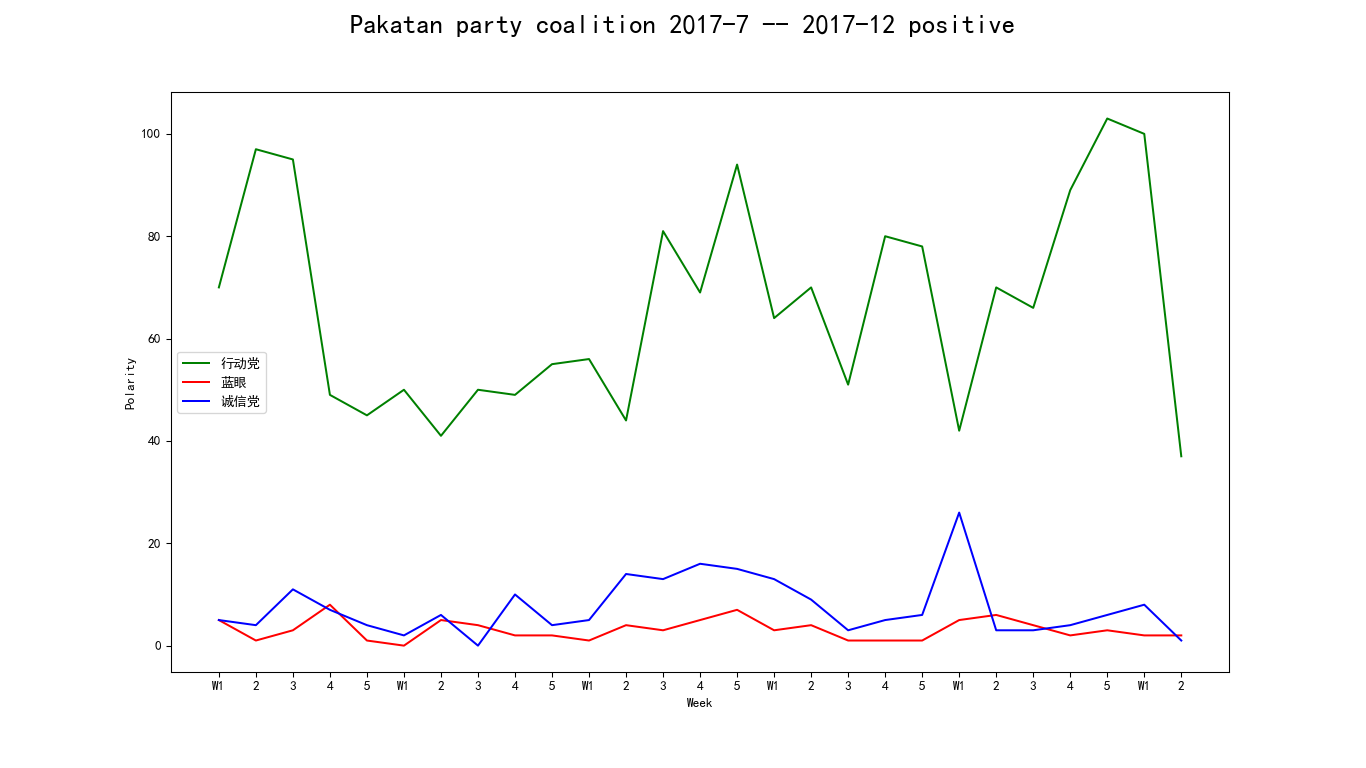 Pakatan party coalition 2017-7 -- 2017-12 positive
100
80
60
40
20
0
Polarity
行动党
蓝眼
诚信党
W1 2 3 4 5 W1 2 3 4 5 W1 2 3 4 5 W1 2 3 4 5 W1 2 3 4 5 W1 2
Week